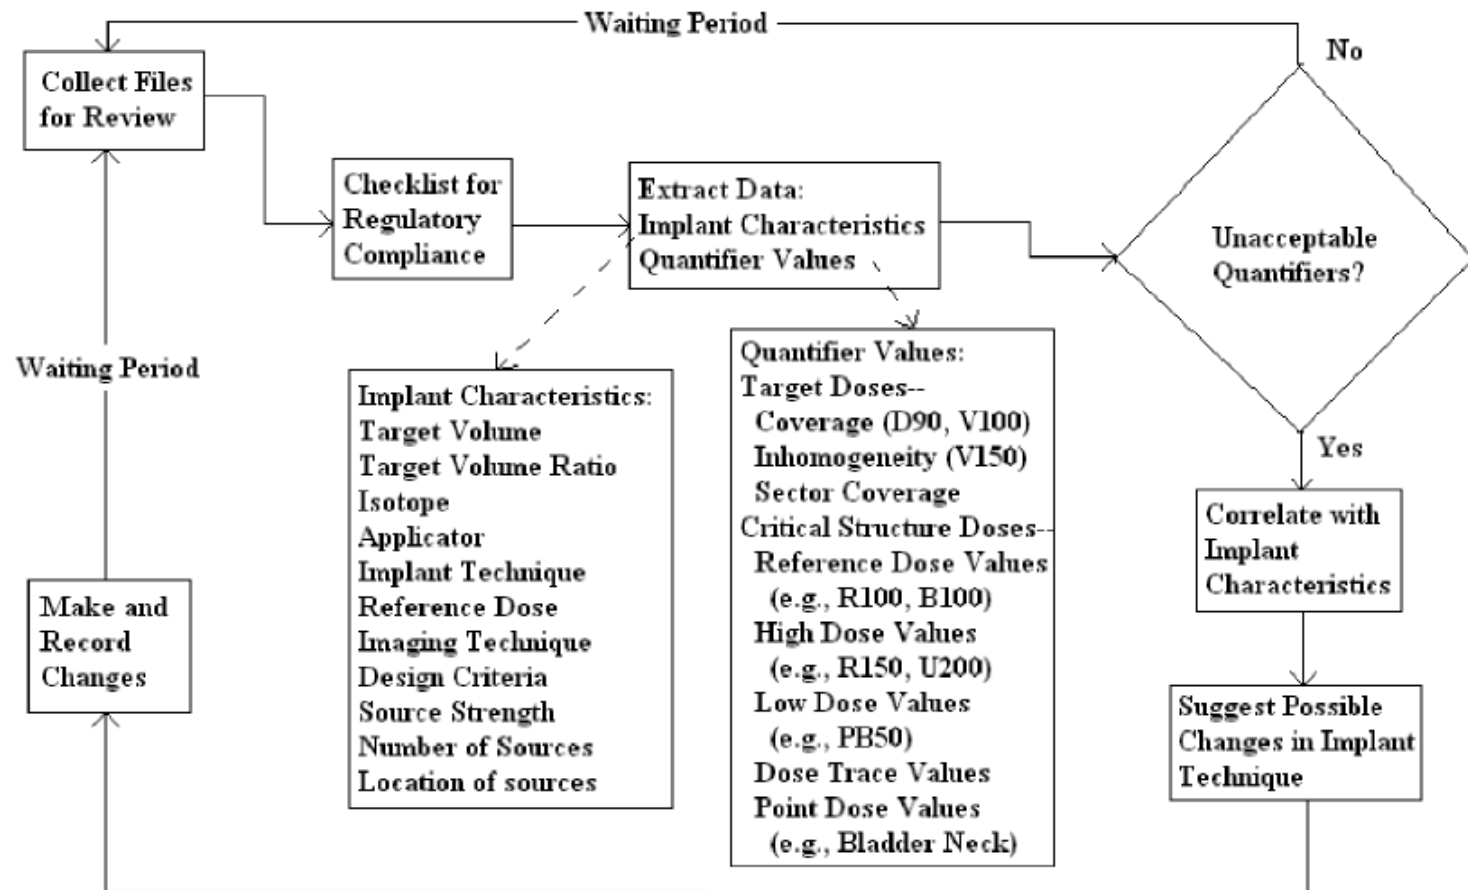 Waiting Period
No
Collect Files
for Review
Checklist for
Regulatory
Compliance
Extract Data:
Implant Characteristics
Quantifier Values
Unacceptable
Quantifiers?
Waiting Period
Implant Characteristics:
Target Volume
Target Volume Ratio
Isotope
Applicator
Implant Technique
Reference Dose
Imaging Technique
Design Criteria
Source Strength
Number of Sources
Location of sources
Quantifier Values:
Target Doses--
Coverage (D90, V100)
Inhomogeneity (V150)
Sector Coverage
Critical Structure Doses--
Reference Dose Values
(e.g., R100, B100)
High Dose Values
(e.g., R150, U200)
Low Dose Values
(e.g., PB50)
Dose Trace Values
Point Dose Values
(e.g., Bladder Neck)
Yes
Correlate with
Implant
Characteristics
Suggest Possible
Changes in Implant
Technique
Make and
Record
Changes